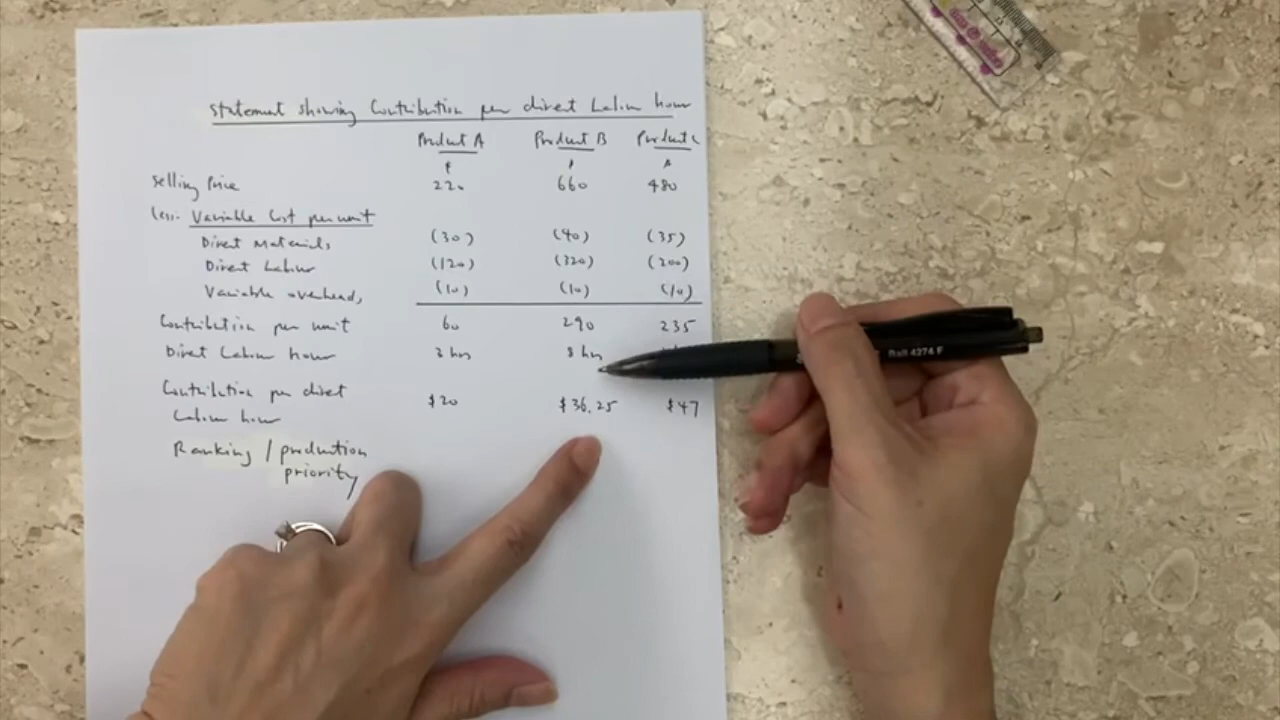 Statement showing Contribution per direct labour hour
Product A Product B Product C
$ $ $
Selling Price 220 660 480
Less: Variable Cost per unit
Direct Materials (30) (40) (35)
Direct Labour (120) (320) (200)
Variable overheads (10) (10) (10)
Contribution per unit 60 290 235
Direct Labour hour 3 hrs 8 hrs
Contribution per direct
labour hour $20 $36.25 $47
Ranking / production
priority
Ball 4274 F